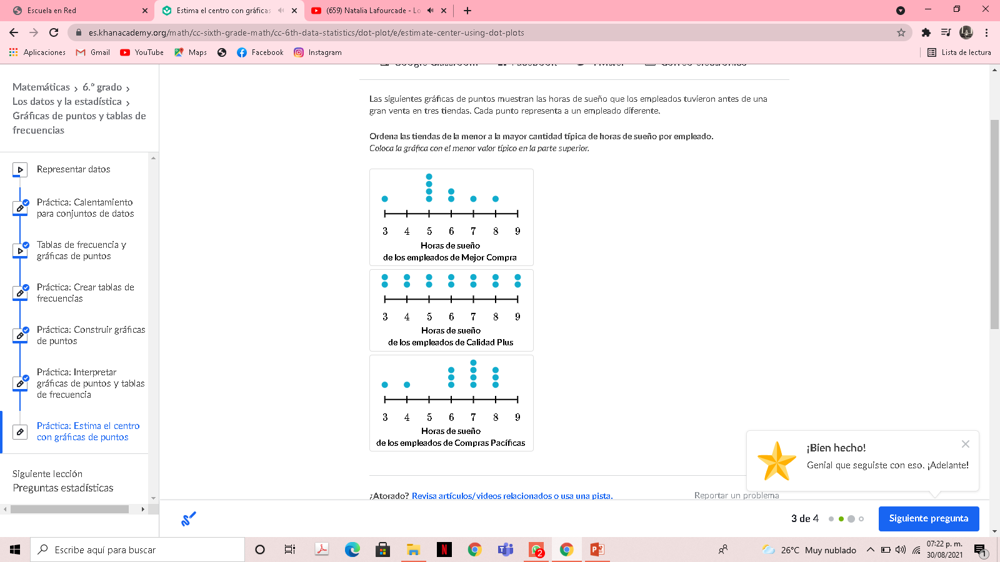 Escuela en Red
Estima el centro con gráficas
(659) Natalia Lafourcade - Lo
es.khanacademy.org/math/cc-sixth-grade-math/cc-6th-data-statistics/dot-plot/e/estimate-center-using-dot-plots
Aplicaciones
Gmail
YouTube
Maps
Facebook
Instagram
Lista de lectura
Google Classroom
Facebook
Twitter
Correo electrónico
Matemáticas
6.º grado
Los datos y la estadística
Gráficas de puntos y tablas de
frecuencias
Representar datos
Práctica: Calentamiento
para conjuntos de datos
Tablas de frecuencia y
gráficas de puntos
Práctica: Crear tablas de
frecuencias
Práctica: Construir gráficas
de puntos
Práctica: Interpretar
gráficas de puntos y tablas
de frecuencia
Práctica: Estima el centro
con gráficas de puntos
Siguiente lección
Preguntas estadísticas
Las siguientes gráficas de puntos muestran las horas de sueño que los empleados tuvieron antes de una
gran venta en tres tiendas. Cada punto representa a un empleado diferente.
Ordena las tiendas de la menor a la mayor cantidad típica de horas de sueño por empleado.
Coloca la gráfica con el menor valor típico en la parte superior.
3 4 5 6 7 8 9
Horas de sueño
de los empleados de Mejor Compra
3 4 5 6 7 8 9
Horas de sueño
de los empleados de Calidad Plus
3 4 5 6 7 8 9
Horas de sueño
de los empleados de Compras Pacíficas
¡Bien hecho!
Genial que seguiste con eso. ¡Adelante!
¿Atorado? Revisa artículos/videos relacionados o usa una pista.
Reportar un problema
3 de 4
Siguiente pregunta
Escribe aquí para buscar
2
26°C Muy nublado
07:22 p. m.
30/08/2021
1